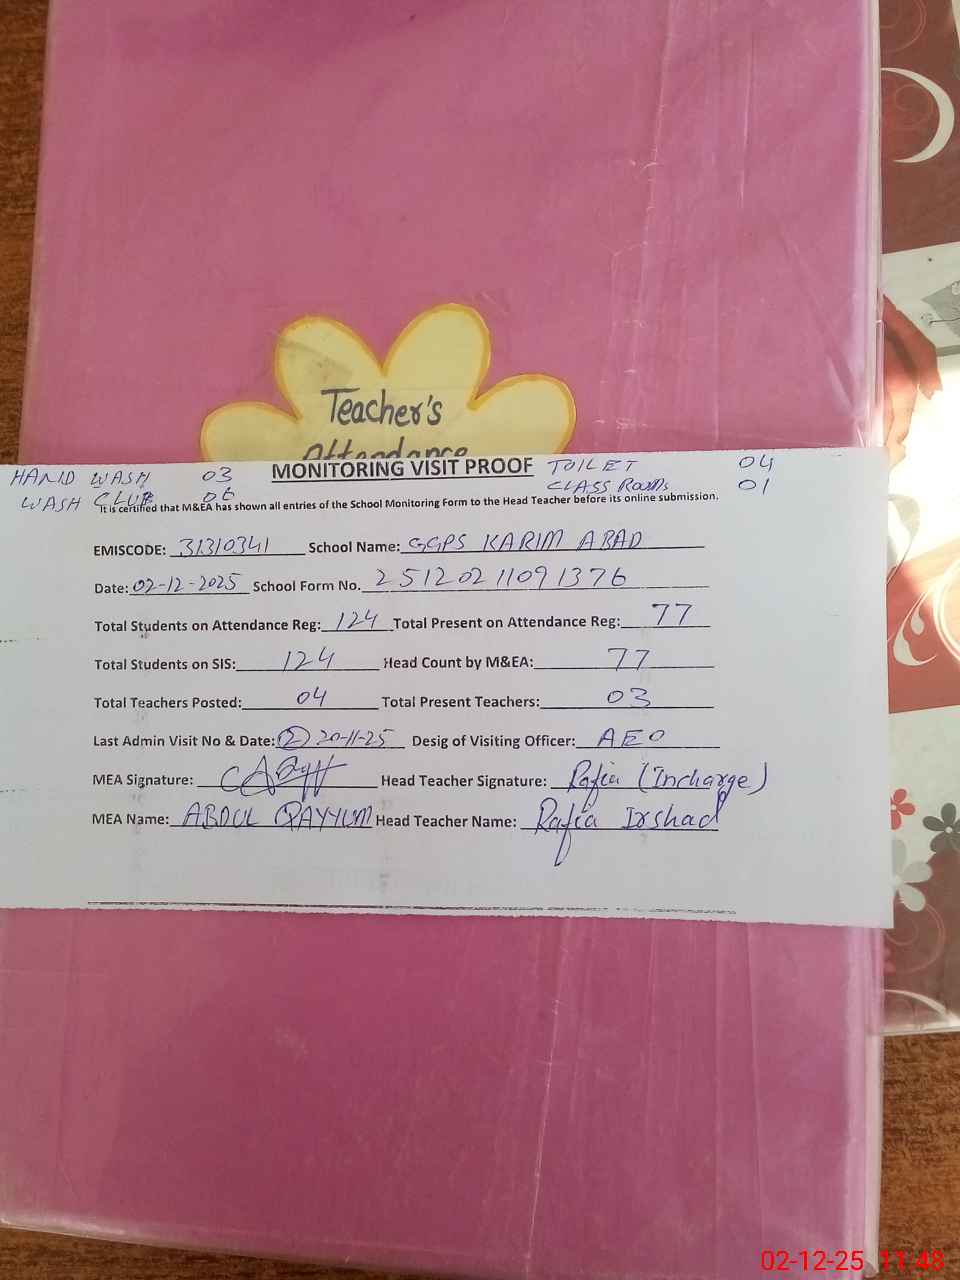 Teacher's
Attendance
HAND WASH 03 MONITORING VISIT PROOF TOILET 04
WASH CLUB 06 CLASS ROOMs 01
It is certified that M&EA has shown all entries of the School Monitoring Form to the Head Teacher before its online submission.
EMISCODE: 31310341 School Name: GGPS KARIM ABAD
Date: 02-12-2025 School Form No. 25120211091376
Total Students on Attendance Reg: 124 Total Present on Attendance Reg: 77
Total Students on SIS: 124 Head Count by M&EA: 77
Total Teachers Posted: 04 Total Present Teachers: 03
Last Admin Visit No & Date: (2) 20-11-25 Desig of Visiting Officer: AEO
MEA Signature: Head Teacher Signature: Rafia (Incharge)
MEA Name: ABDUL QAYYUM Head Teacher Name: Rafia Irshad
02-12-25 11:48